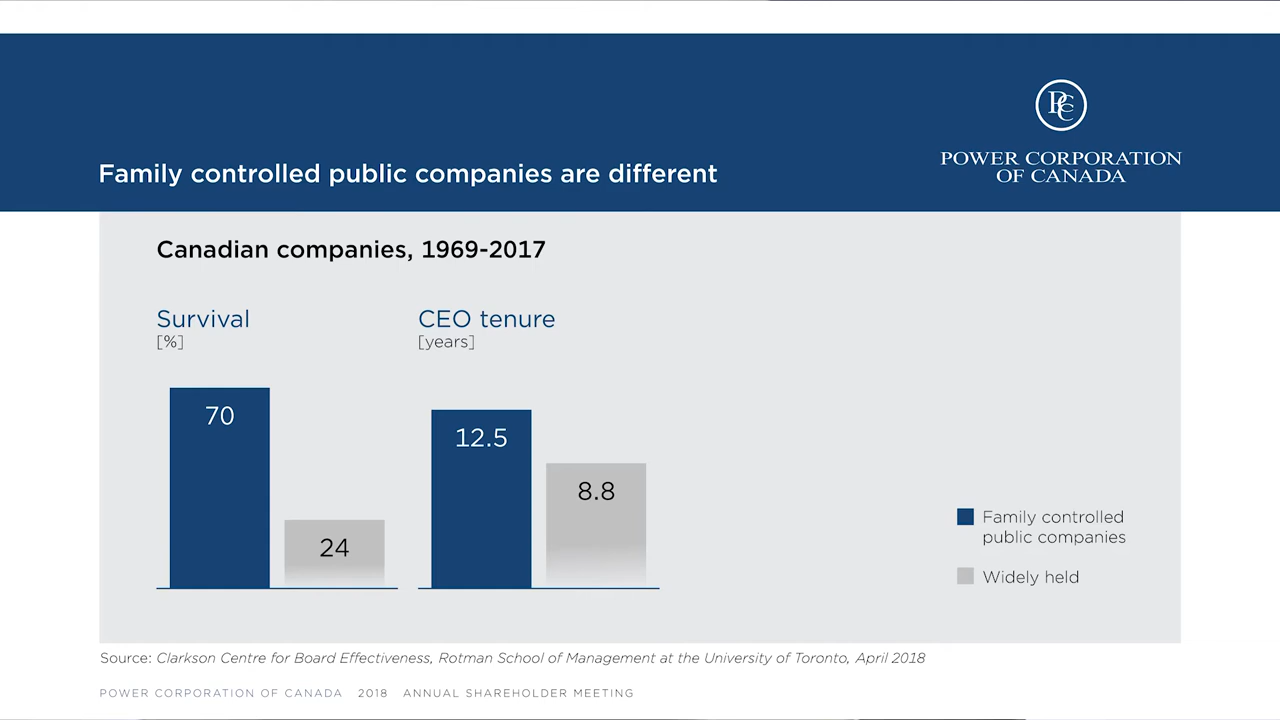 PCC
POWER CORPORATION
OF CANADA
Family controlled public companies are different
Canadian companies, 1969-2017
Survival
[%]
CEO tenure
[years]
70
24
12.5
8.8
Family controlled
public companies
Widely held
Source: Clarkson Centre for Board Effectiveness, Rotman School of Management at the University of Toronto, April 2018
POWER CORPORATION OF CANADA 2018 ANNUAL SHAREHOLDER MEETING